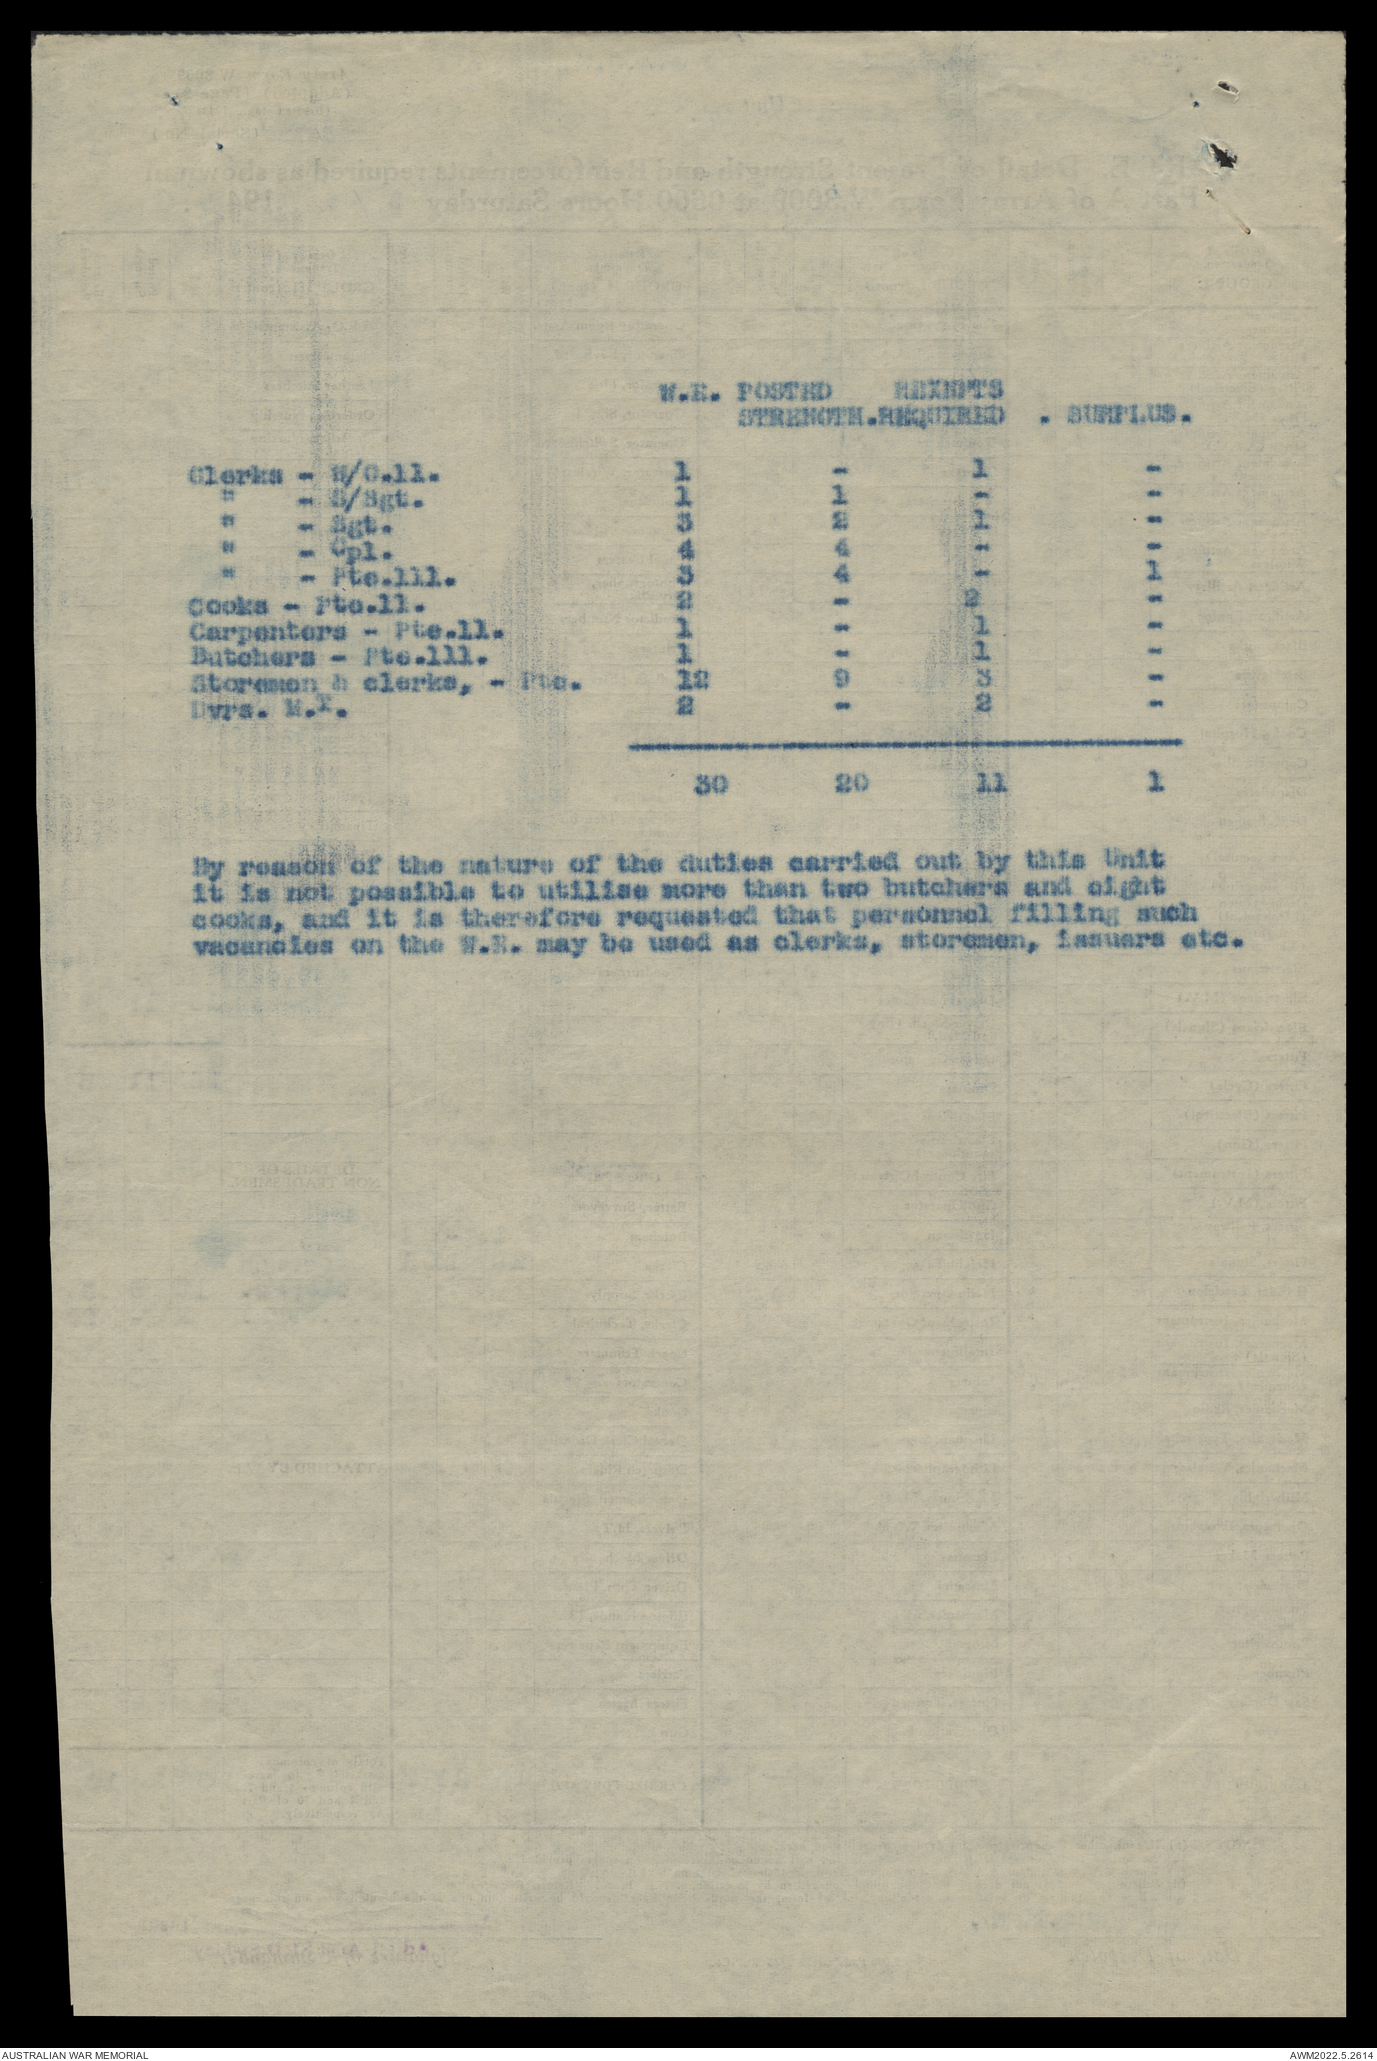 W.E. POSTED REINFTS
STRENGTH. REQUIRED . SURPLUS.
Clerks - W/O.11. 1 - 1 -
" - S/Sgt. 1 1 - -
" - Sgt. 3 2 1 -
" - Cpl. 4 4 - -
" - Pte.111. 3 4 - 1
Cooks - Pte.11. 2 - 2 -
Carpenters - Pte.11. 1 - 1 -
Butchers - Pte.111. 1 - 1 -
Storemen & clerks, - Pte. 12 9 3 -
Dvrs. M.T. 2 - 2 -
30 20 11 1
By reason of the nature of the duties carried out by this Unit
it is not possible to utilise more than two butchers and eight
cooks, and it is therefore requested that personnel filling such
vacancies on the W.E. may be used as clerks, storemen, issuers etc.
AUSTRALIAN WAR MEMORIAL
AWM2022.5.2614